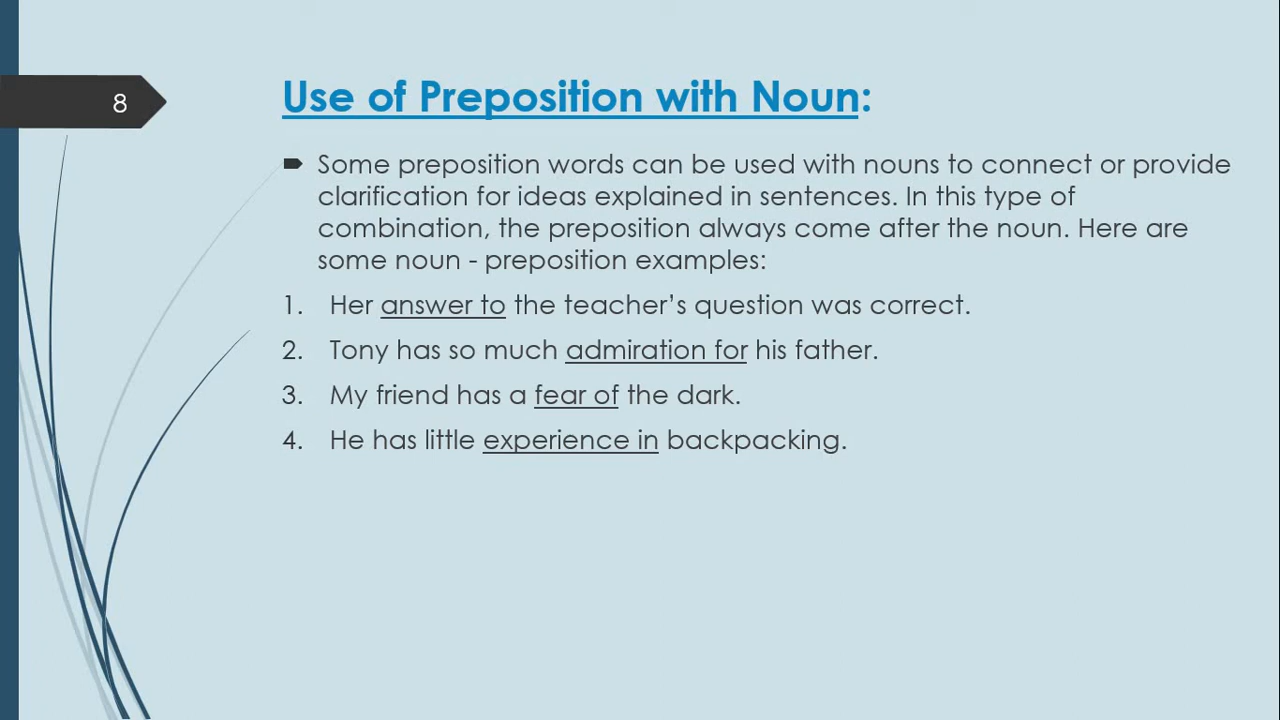 8
Use of Preposition with Noun:
Some preposition words can be used with nouns to connect or provide
clarification for ideas explained in sentences. In this type of
combination, the preposition always come after the noun. Here are
some noun - preposition examples:
1. Her answer to the teacher’s question was correct.
2. Tony has so much admiration for his father.
3. My friend has a fear of the dark.
4. He has little experience in backpacking.